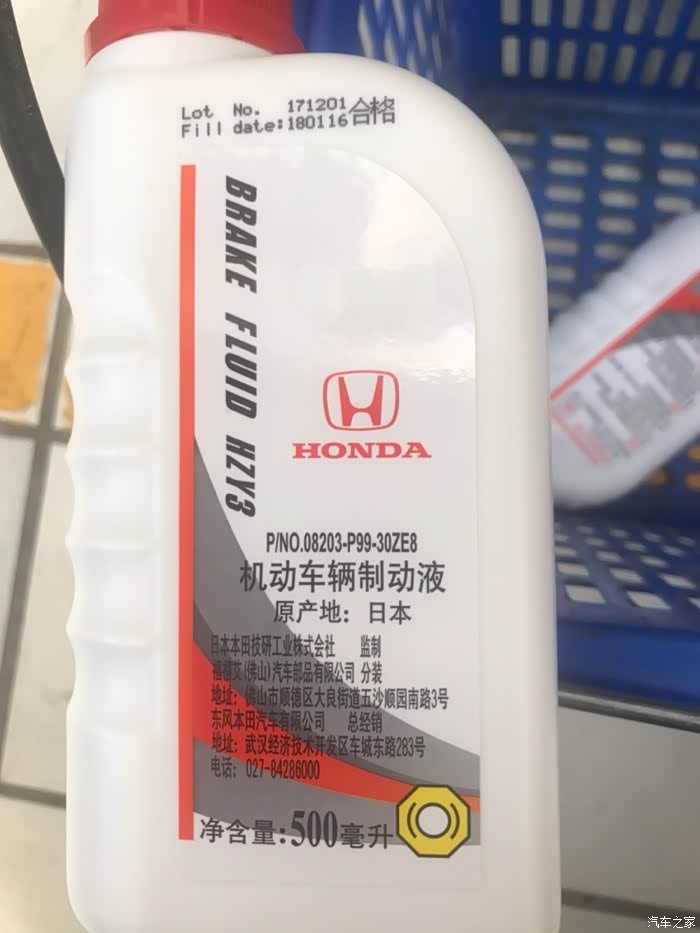 Lot No. 171201合格
Fill date:180116
BRAKE FLUID HZY3
HONDA
P/NO.08203-P99-30ZE8
机动车辆制动液
原产地：日本
日本本田技研工业株式会社 监制
福禄艾(佛山)汽车部品有限公司 分装
地址：佛山市顺德区大良街道五沙顺园南路3号
东风本田汽车有限公司 总经销
地址：武汉经济技术开发区车城东路283号
电话：027-84286000
净含量:500毫升
汽车之家